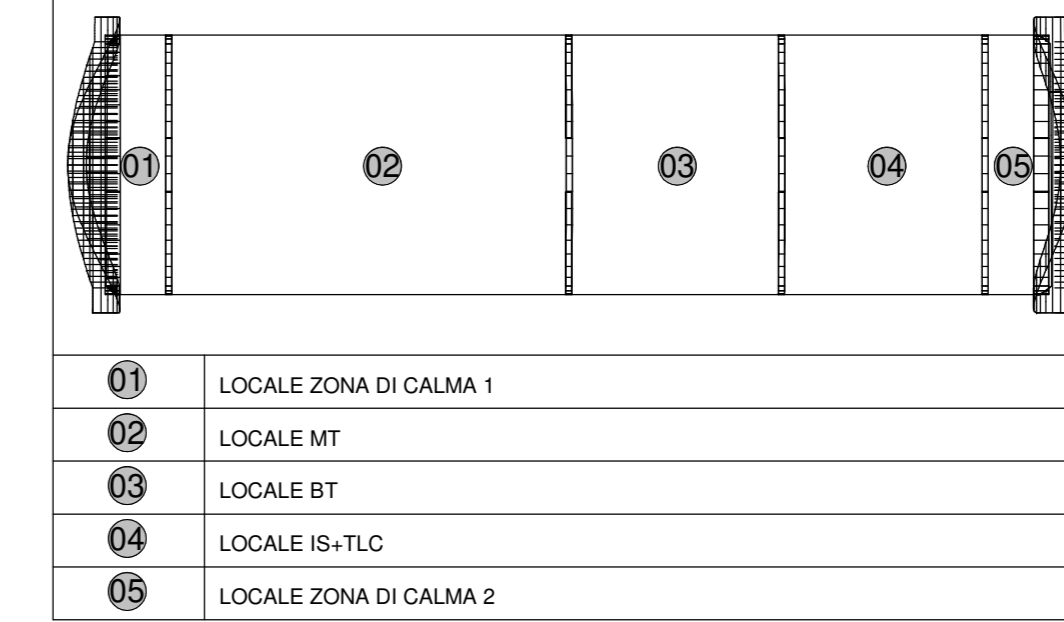 01 02 03 04 05
01 LOCALE ZONA DI CALMA 1
02 LOCALE MT
03 LOCALE BT
04 LOCALE IS+TLC
05 LOCALE ZONA DI CALMA 2